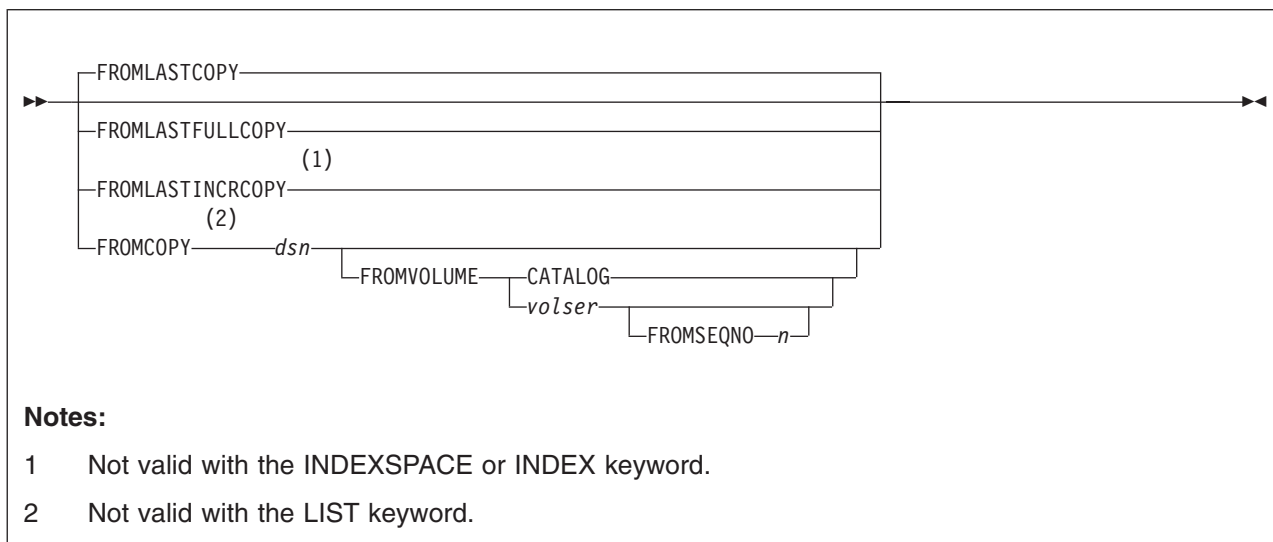 FROMLASTCOPY
FROMLASTFULLCOPY
(1)
FROMLASTINCRCOPY
(2)
FROMCOPY dsn
FROMVOLUME CATALOG
volser
FROMSEQNO n
Notes:
1 Not valid with the INDEXSPACE or INDEX keyword.
2 Not valid with the LIST keyword.